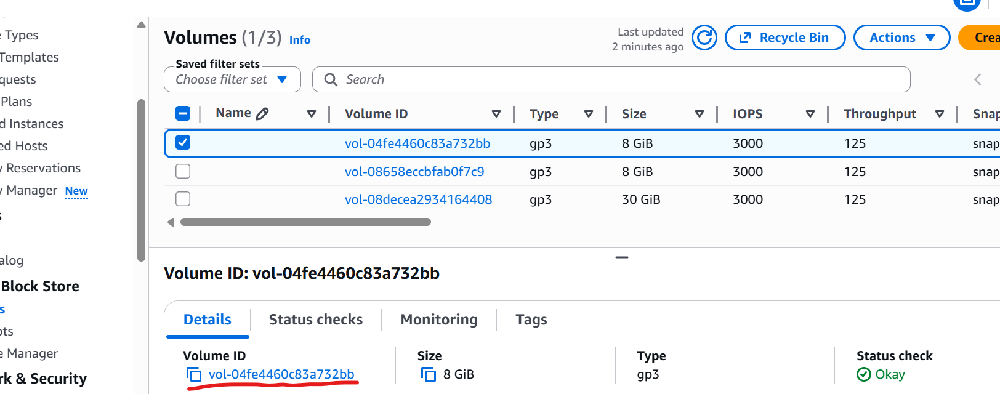 Types
Templates
quests
Plans
d Instances
ed Hosts
y Reservations
y Manager New
s
alog
Block Store
s
ots
e Manager
rk & Security
Volumes (1/3) Info
Last updated
2 minutes ago
Recycle Bin
Actions
Crea
Saved filter sets
Choose filter set
Search
Name Volume ID Type Size IOPS Throughput Snap
vol-04fe4460c83a732bb gp3 8 GiB 3000 125 snap
vol-08658eccbfab0f7c9 gp3 8 GiB 3000 125 snap
vol-08decea2934164408 gp3 30 GiB 3000 125 snap
Volume ID: vol-04fe4460c83a732bb
Details Status checks Monitoring Tags
Volume ID Size Type Status check
vol-04fe4460c83a732bb 8 GiB gp3 Okay